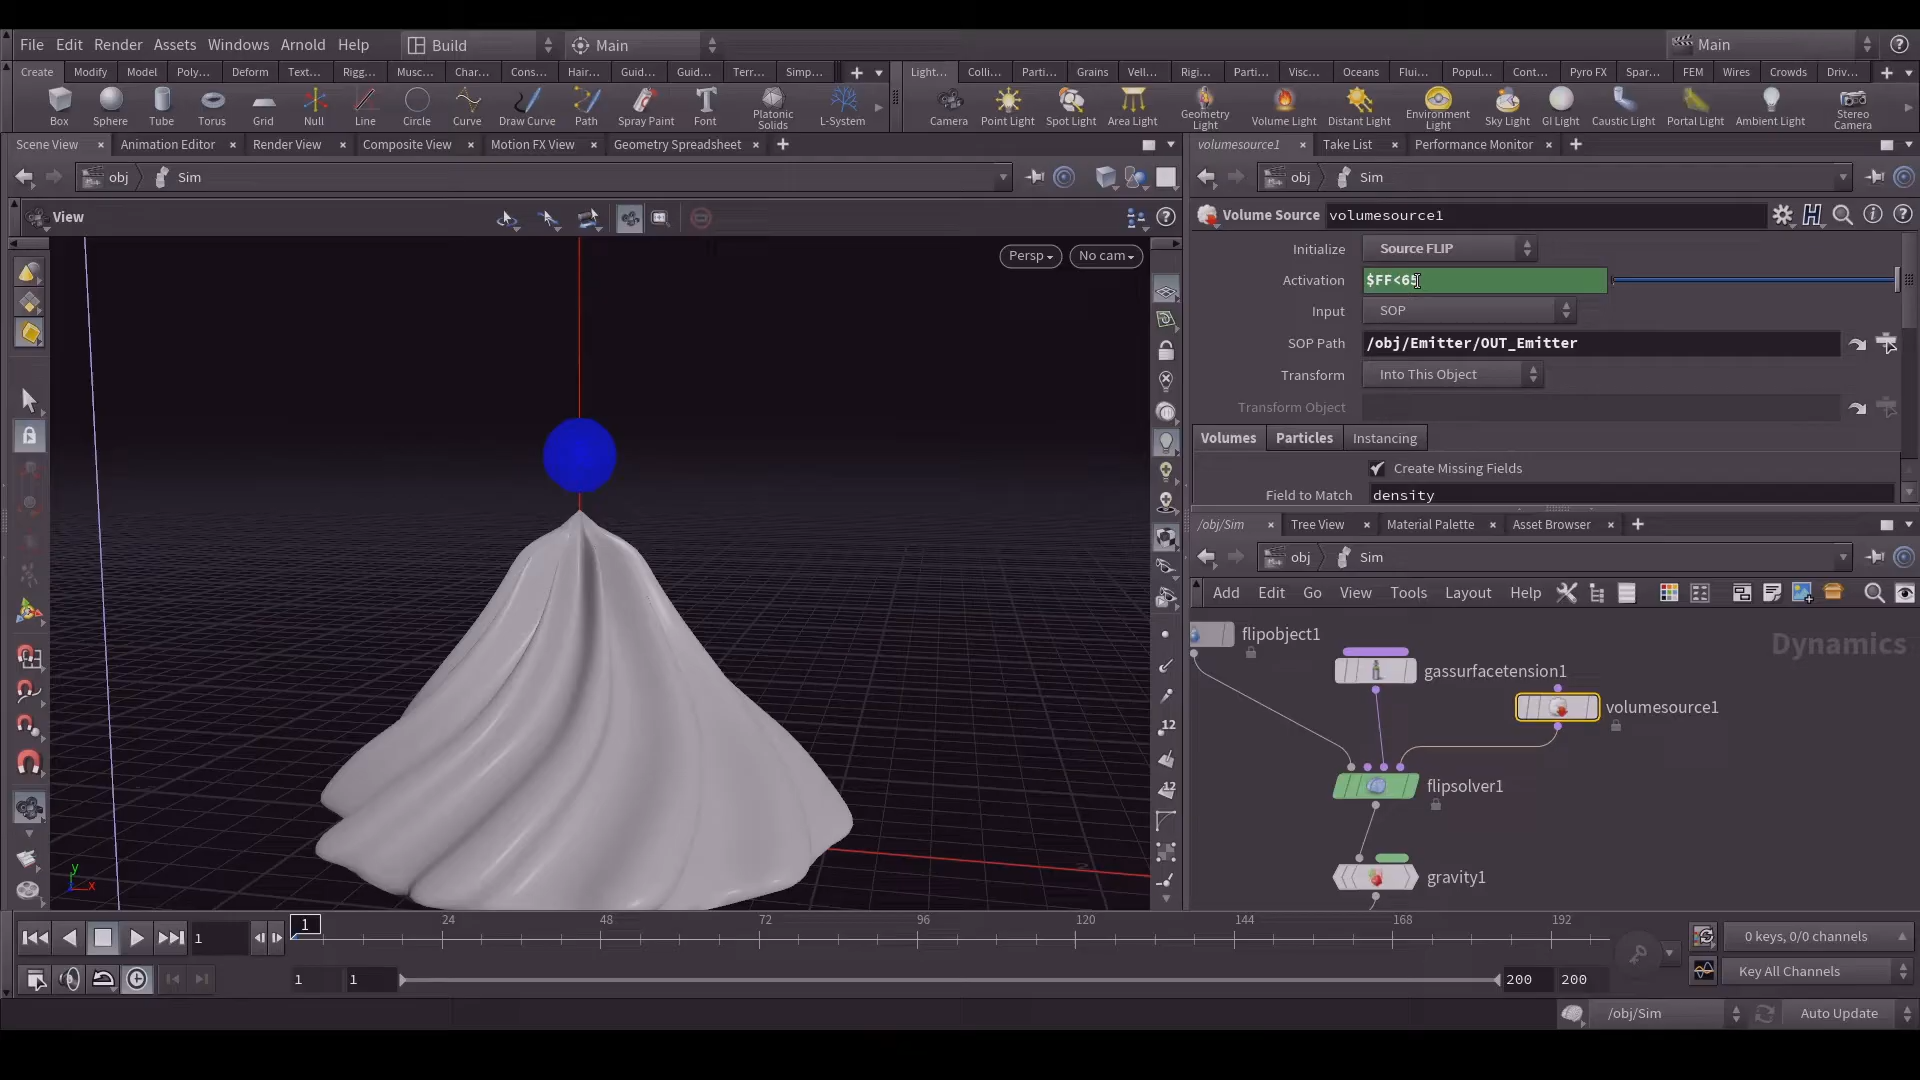 File Edit Render Assets Windows Arnold Help Build Main Main
Create Modify Model Poly... Deform Text... Rigg... Musc... Char... Cons... Hair... Guid... Guid... Terr... Simp... Light... Colli... Parti... Grains Vell... Rigi... Parti... Visc... Oceans Flui... Popul... Cont... Pyro FX Spar... FEM Wires Crowds Driv...
Box Sphere Tube Torus Grid Null Line Circle Curve Draw Curve Path Spray Paint Font Platonic Solids L-System Camera Point Light Spot Light Area Light Geometry Light Volume Light Distant Light Environment Light Sky Light GI Light Caustic Light Portal Light Ambient Light Stereo Camera
Scene View Animation Editor Render View Composite View Motion FX View Geometry Spreadsheet
obj Sim
View
Persp No cam
y
x
12
12
volumesource1 Take List Performance Monitor
obj Sim
Volume Source volumesource1
Initialize Source FLIP
Activation $FF<65
Input SOP
SOP Path /obj/Emitter/OUT_Emitter
Transform Into This Object
Transform Object
Volumes Particles Instancing
Create Missing Fields
Field to Match density
/obj/Sim Tree View Material Palette Asset Browser
obj Sim
Add Edit Go View Tools Layout Help
Dynamics
flipobject1
gassurfacetension1
volumesource1
flipsolver1
gravity1
1 1 24 48 72 96 120 144 168 192
0 keys, 0/0 channels
1 1 200 200 Key All Channels
/obj/Sim Auto Update